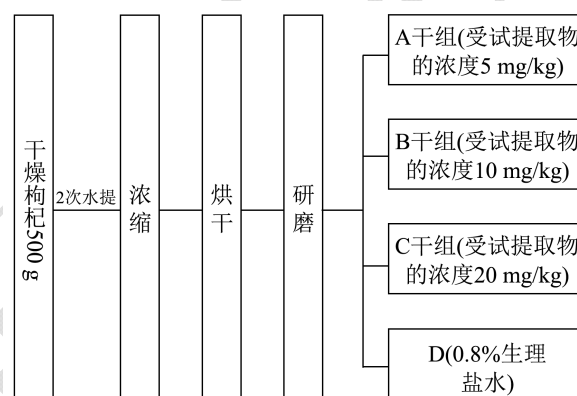 干燥枸杞500 g
2次水提
浓缩
烘干
研磨
A干组(受试提取物
的浓度5 mg/kg)
B干组(受试提取物
的浓度10 mg/kg)
C干组(受试提取物
的浓度20 mg/kg)
D(0.8%生理
盐水)